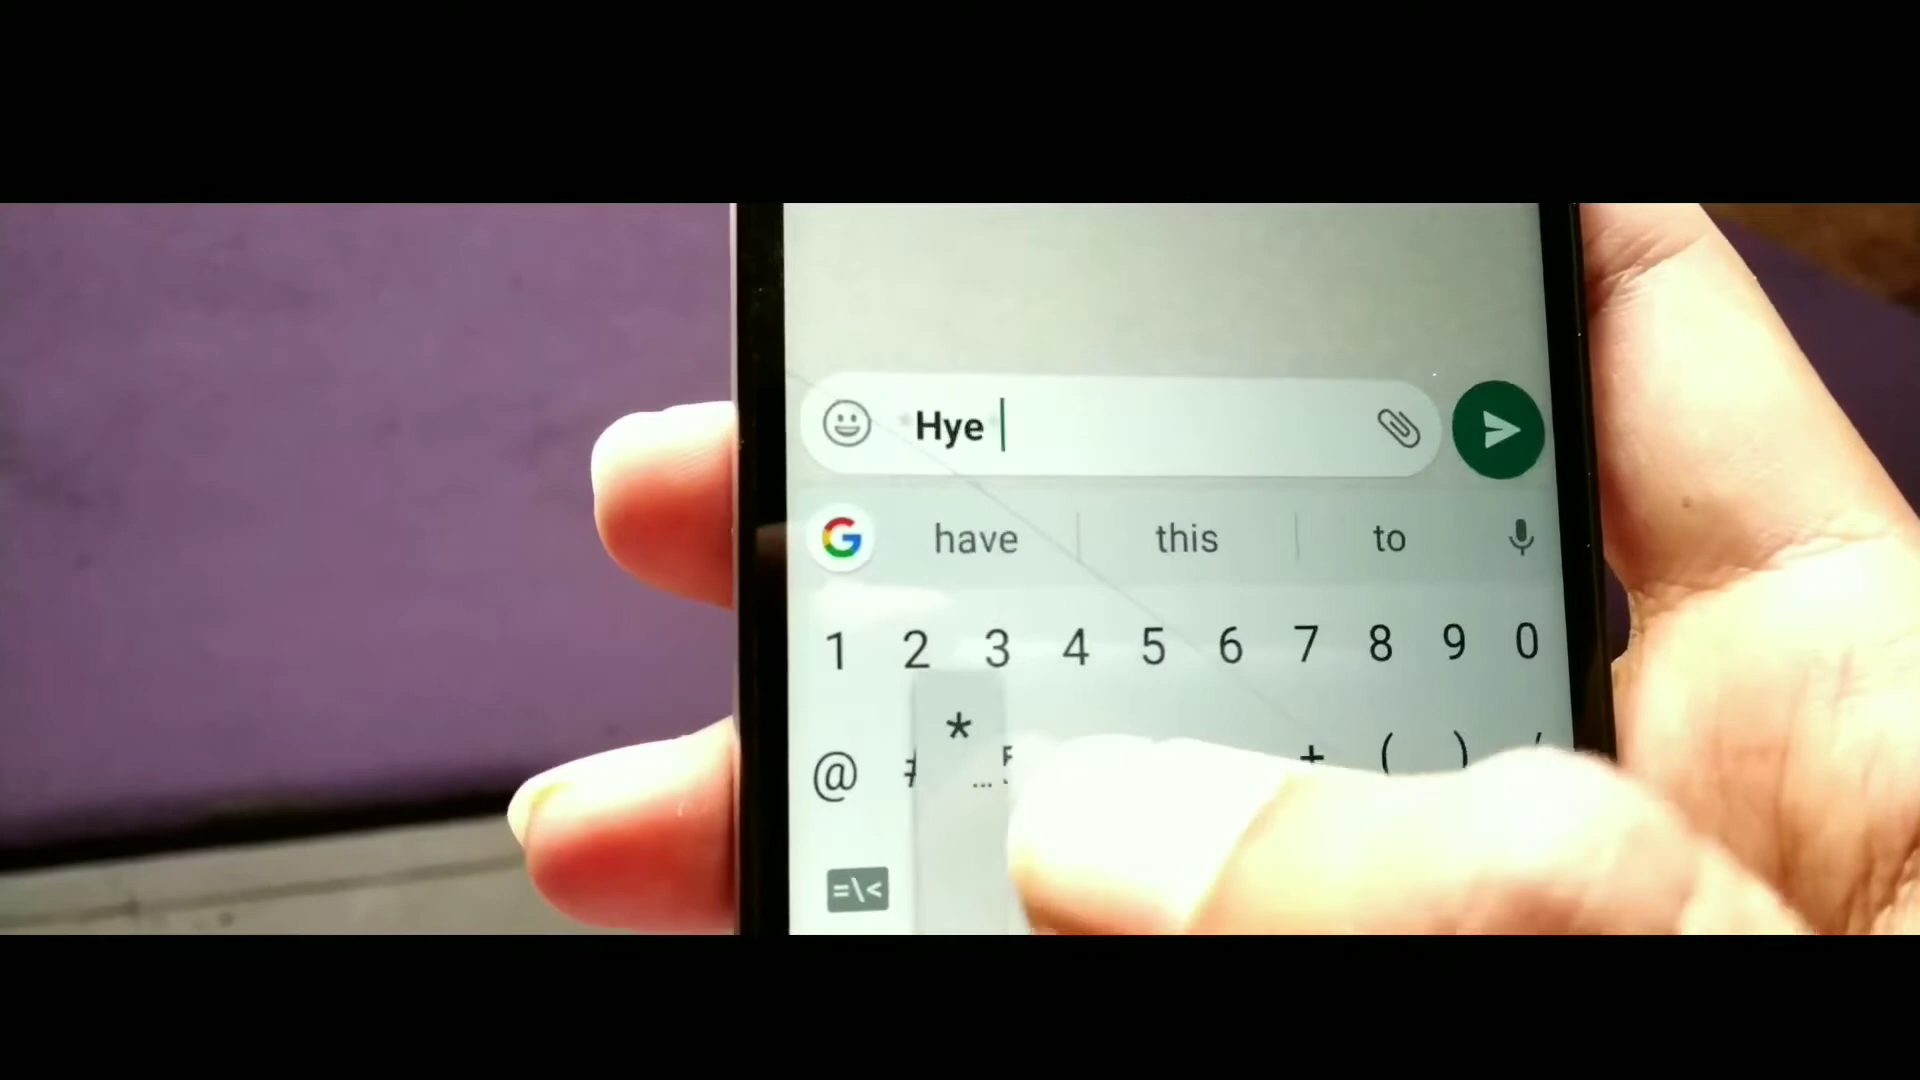 *Hye*
have this to
1 2 3 4 5 6 7 8 9 0
*
@ # + ( )
=\<